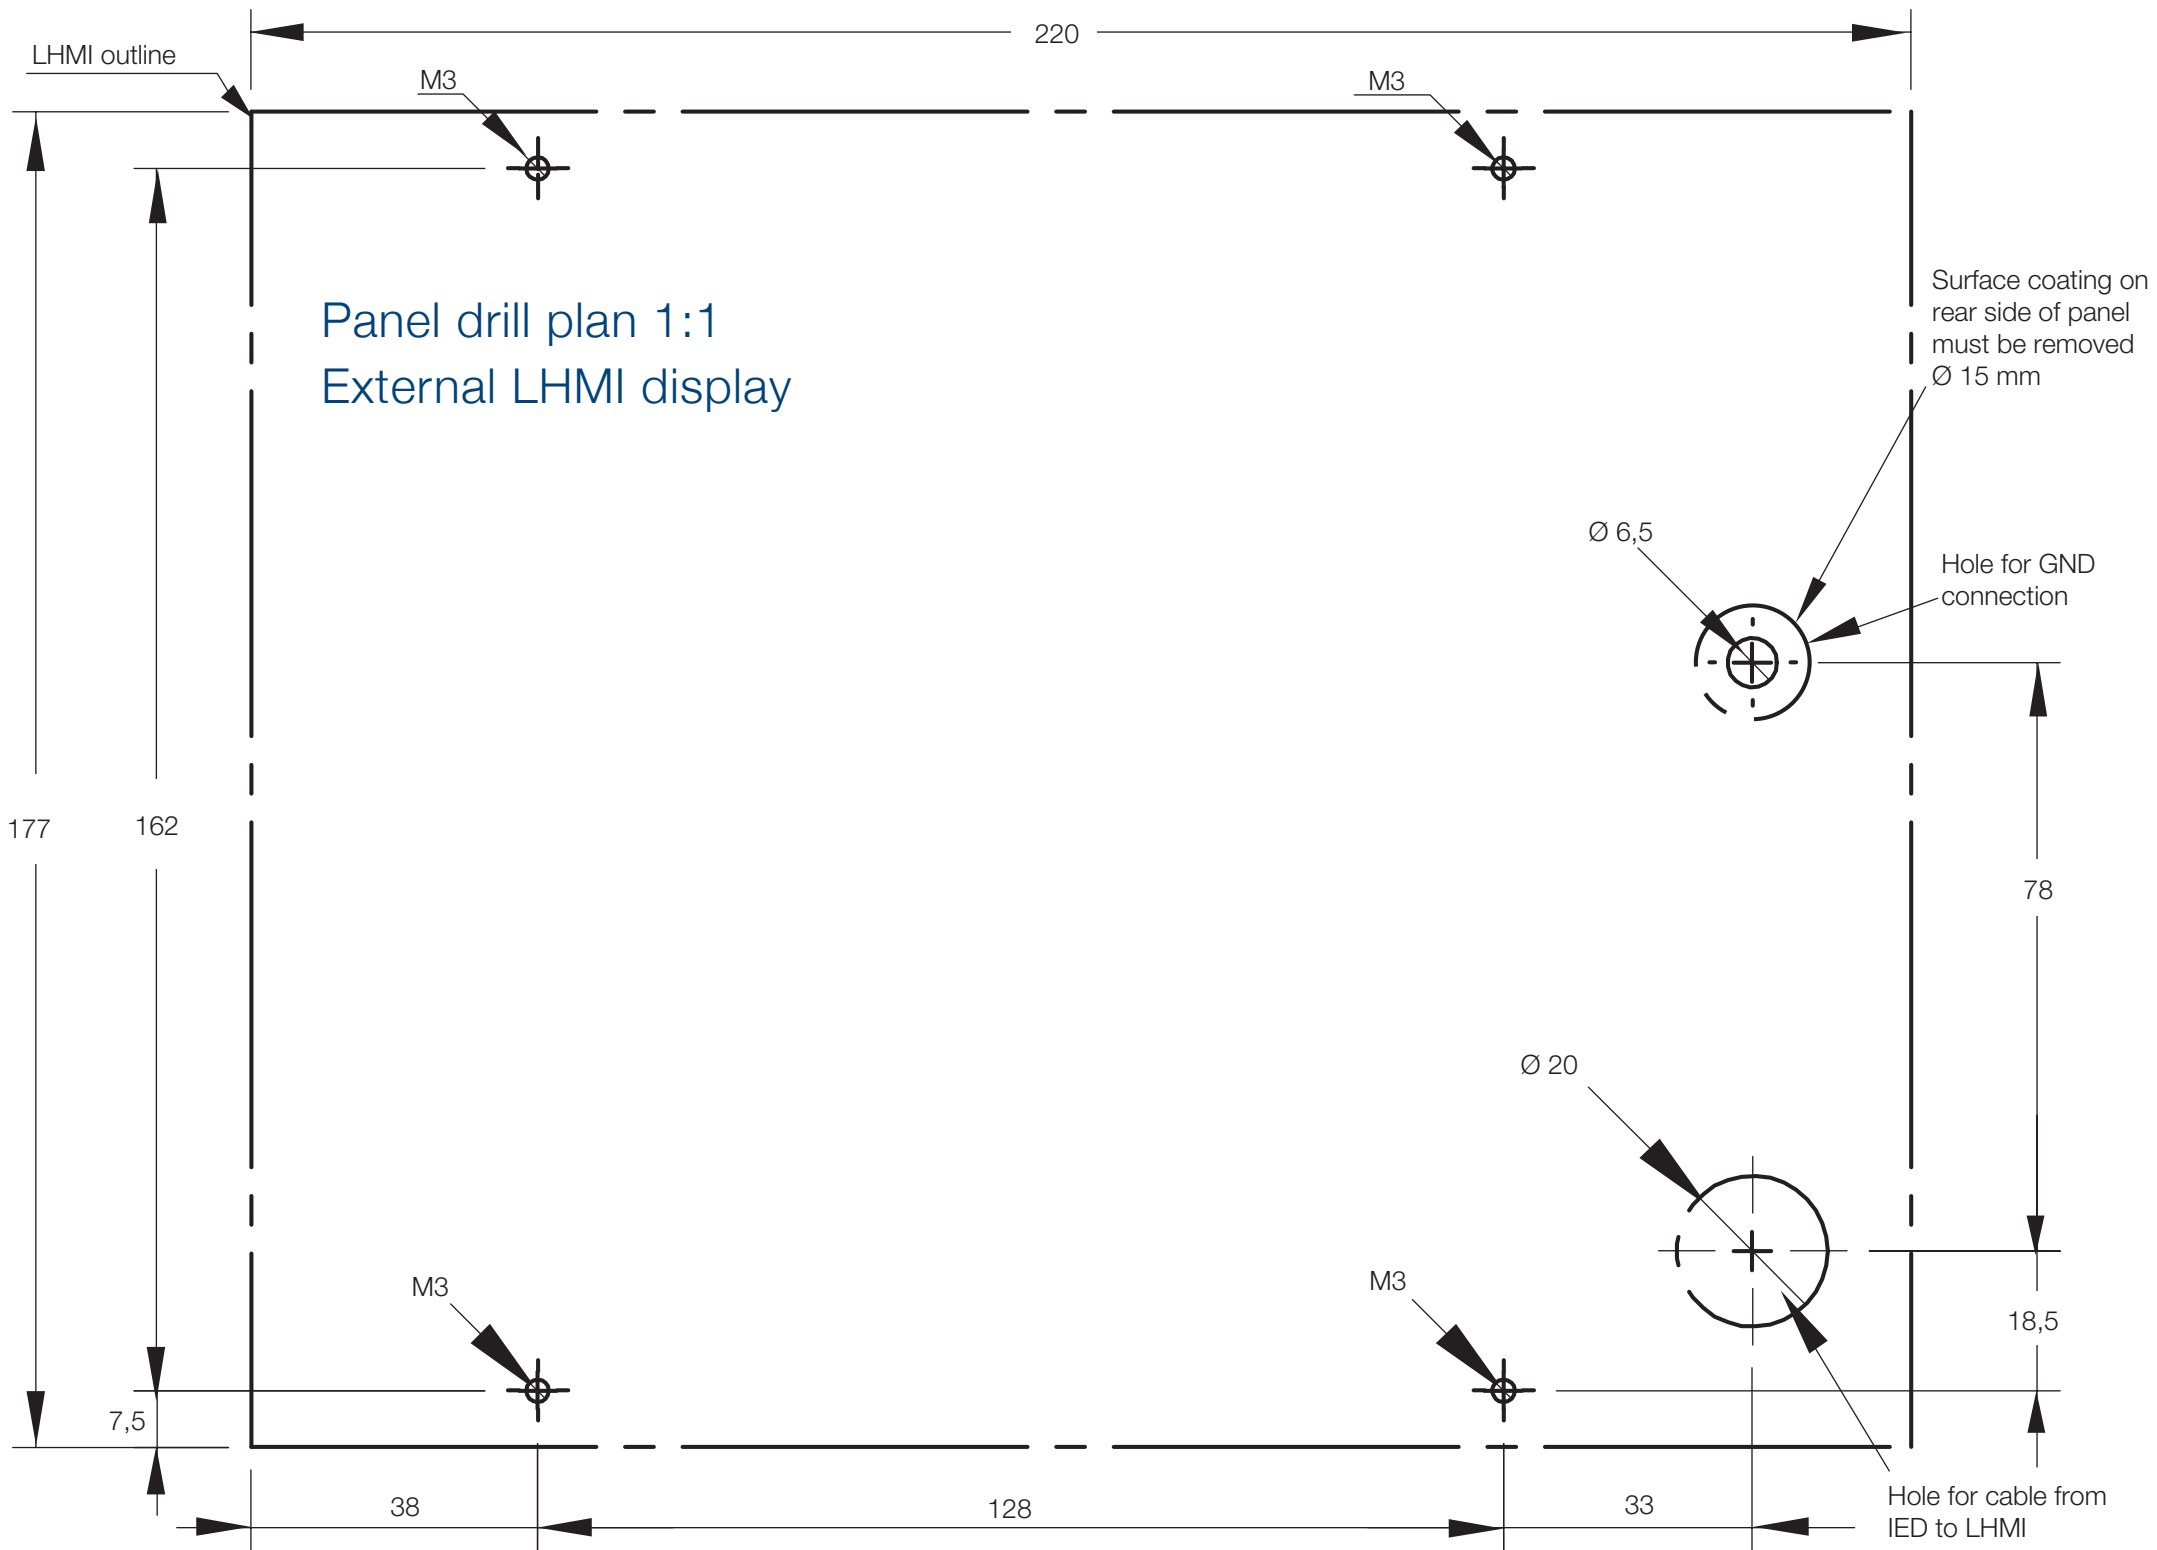 220
LHMI outline
M3
M3
Panel drill plan 1:1
External LHMI display
Surface coating on
rear side of panel
must be removed
Ø 15 mm
Ø 6,5
Hole for GND
connection
177
162
78
Ø 20
M3
M3
18,5
7,5
38
128
33
Hole for cable from
IED to LHMI